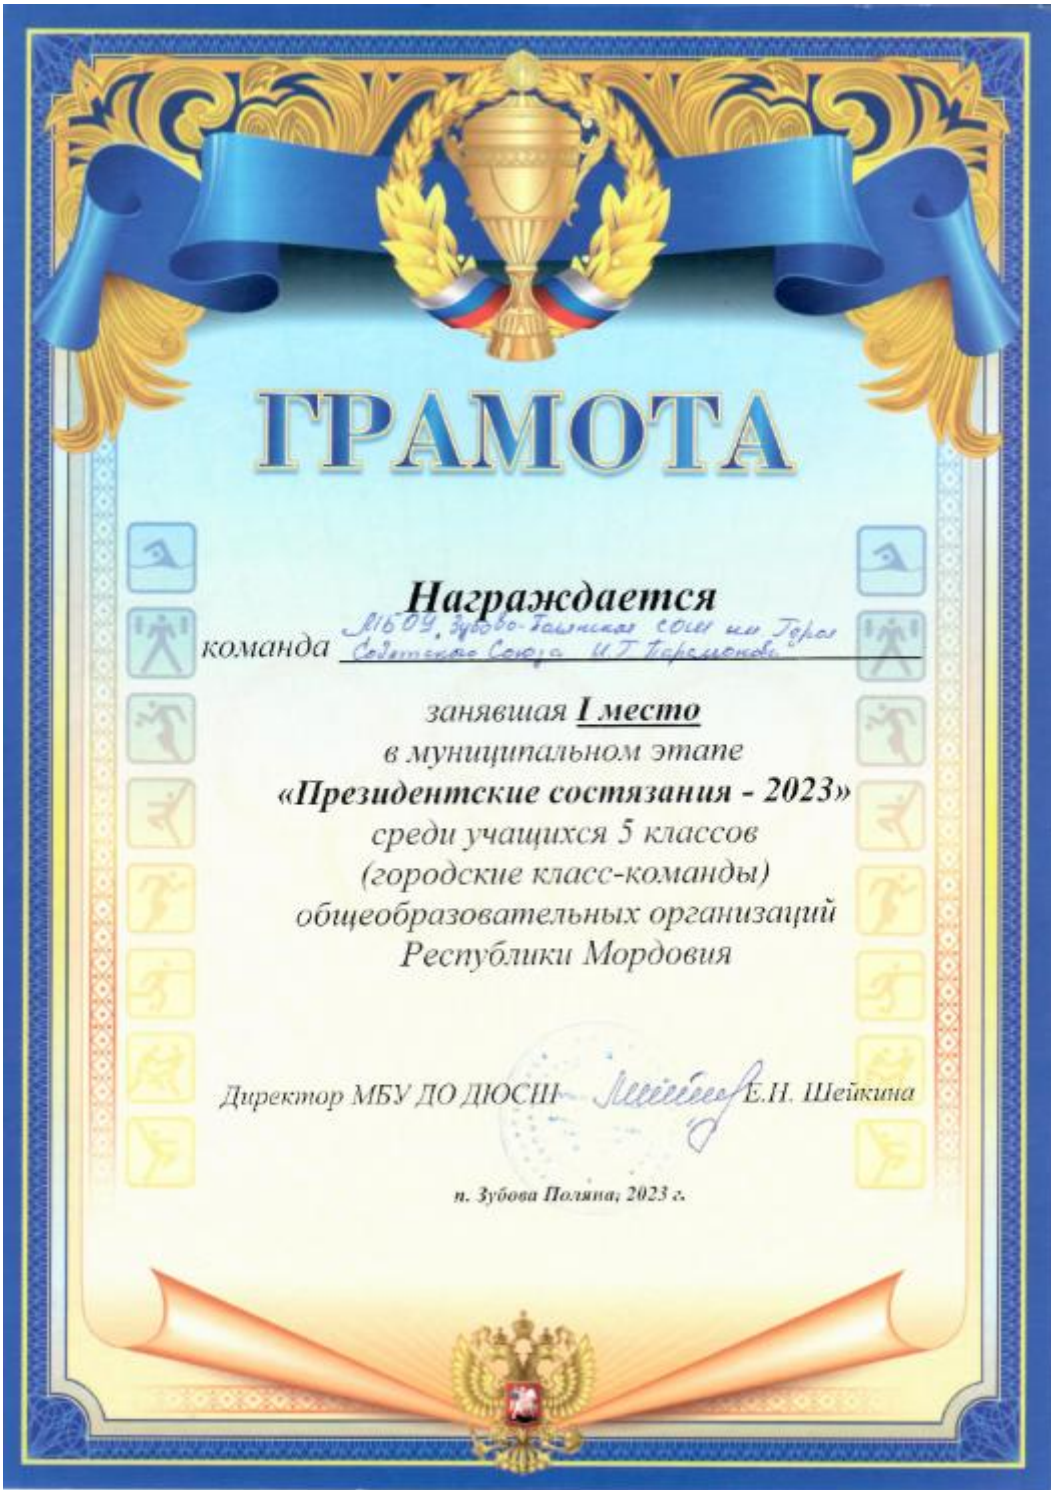 ГРАМОТА
Награждается
МБОУ "Зубово-Полянская СОШ им. Героя
команда Советского Союза И.Г. Парамонова"
занявшая I место
в муниципальном этапе
«Президентские состязания - 2023»
среди учащихся 5 классов
(городские класс-команды)
общеобразовательных организаций
Республики Мордовия
Директор МБУ ДО ДЮСШ Е.Н. Шейкина
п. Зубова Поляна, 2023 г.